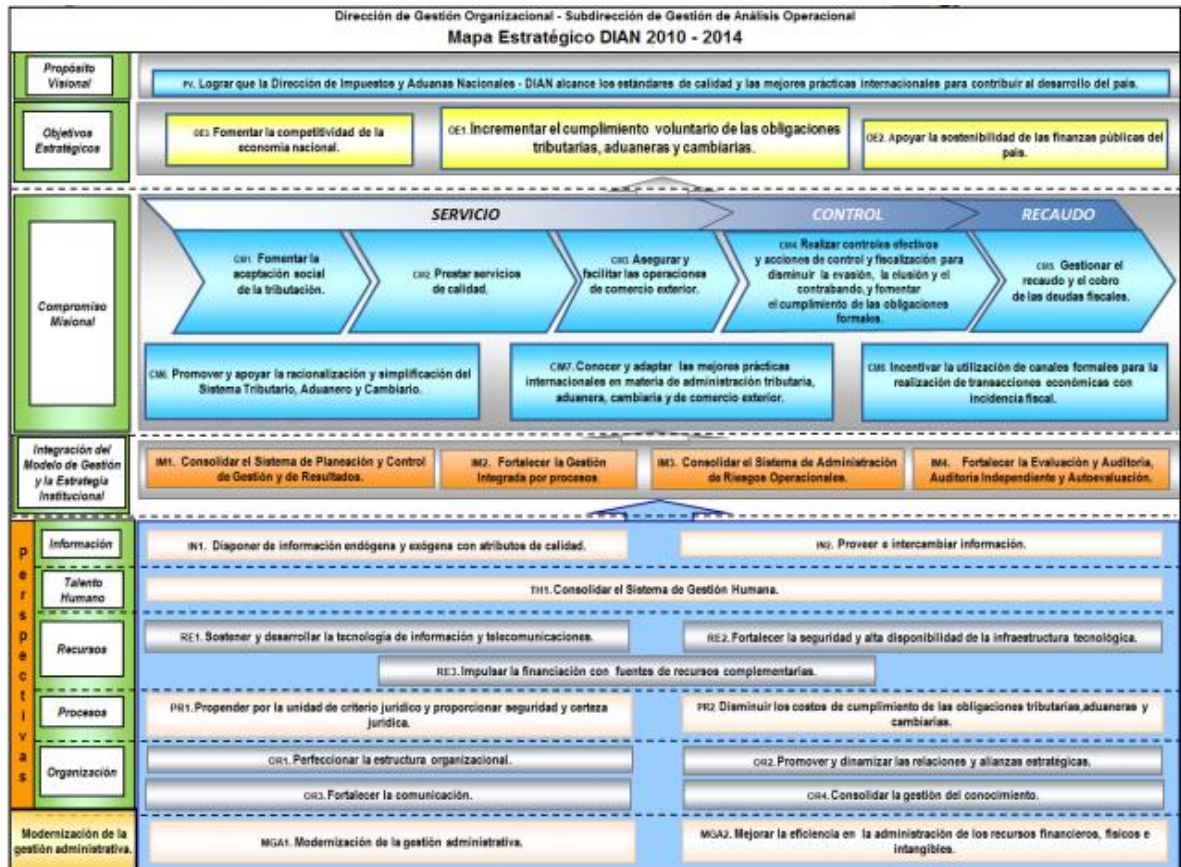 Dirección de Gestión Organizacional - Subdirección de Gestión de Análisis Operacional
Mapa Estratégico DIAN 2010 - 2014
Propósito
Visional
PV. Lograr que la Dirección de Impuestos y Aduanas Nacionales - DIAN alcance los estándares de calidad y las mejores prácticas internacionales para contribuir al desarrollo del país.
Objetivos
Estratégicos
OE3. Fomentar la competitividad de la
economía nacional.
OE1. Incrementar el cumplimiento voluntario de las obligaciones
tributarias, aduaneras y cambiarias.
OE2. Apoyar la sostenibilidad de las finanzas públicas del
país.
Compromiso
Misional
SERVICIO
CONTROL
RECAUDO
CM1. Fomentar la
aceptación social
de la tributación.
CM2. Prestar servicios
de calidad.
CM3. Asegurar y
facilitar las operaciones
de comercio exterior.
CM4. Realizar controles efectivos
y acciones de control y fiscalización para
disminuir la evasión, la elusión y el
contrabando, y fomentar
el cumplimiento de las obligaciones
formales.
CM5. Gestionar el
recaudo y el cobro
de las deudas fiscales.
CM6. Promover y apoyar la racionalización y simplificación del
Sistema Tributario, Aduanero y Cambiario.
CM7. Conocer y adaptar las mejores prácticas
internacionales en materia de administración tributaria,
aduanera, cambiaria y de comercio exterior.
CM8. Incentivar la utilización de canales formales para la
realización de transacciones económicas con
incidencia fiscal.
Integración del
Modelo de Gestión
y la Estrategia
Institucional
IM1. Consolidar el Sistema de Planeación y Control
de Gestión y de Resultados.
IM2. Fortalecer la Gestión
Integrada por procesos
IM3. Consolidar el Sistema de Administración
de Riesgos Operacionales.
IM4. Fortalecer la Evaluación y Auditoría,
Auditoría Independiente y Autoevaluación.
perspectivas
Información
IN1. Disponer de información endógena y exógena con atributos de calidad.
IN2. Proveer e intercambiar información.
Talento
Humano
TH1. Consolidar el Sistema de Gestión Humana.
Recursos
RE1. Sostener y desarrollar la tecnología de información y telecomunicaciones.
RE2. Fortalecer la seguridad y alta disponibilidad de la infraestructura tecnológica.
RE3. Impulsar la financiación con fuentes de recursos complementarias.
Procesos
PR1. Propender por la unidad de criterio jurídico y proporcionar seguridad y certeza
jurídica.
PR2. Disminuir los costos de cumplimiento de las obligaciones tributarias, aduaneras y
cambiarias.
Organización
OR1. Perfeccionar la estructura organizacional.
OR2. Promover y dinamizar las relaciones y alianzas estratégicas.
OR3. Fortalecer la comunicación.
OR4. Consolidar la gestión del conocimiento.
Modernización de la
gestión administrativa.
MGA1. Modernización de la gestión administrativa.
MGA2. Mejorar la eficiencia en la administración de los recursos financieros, físicos e
intangibles.